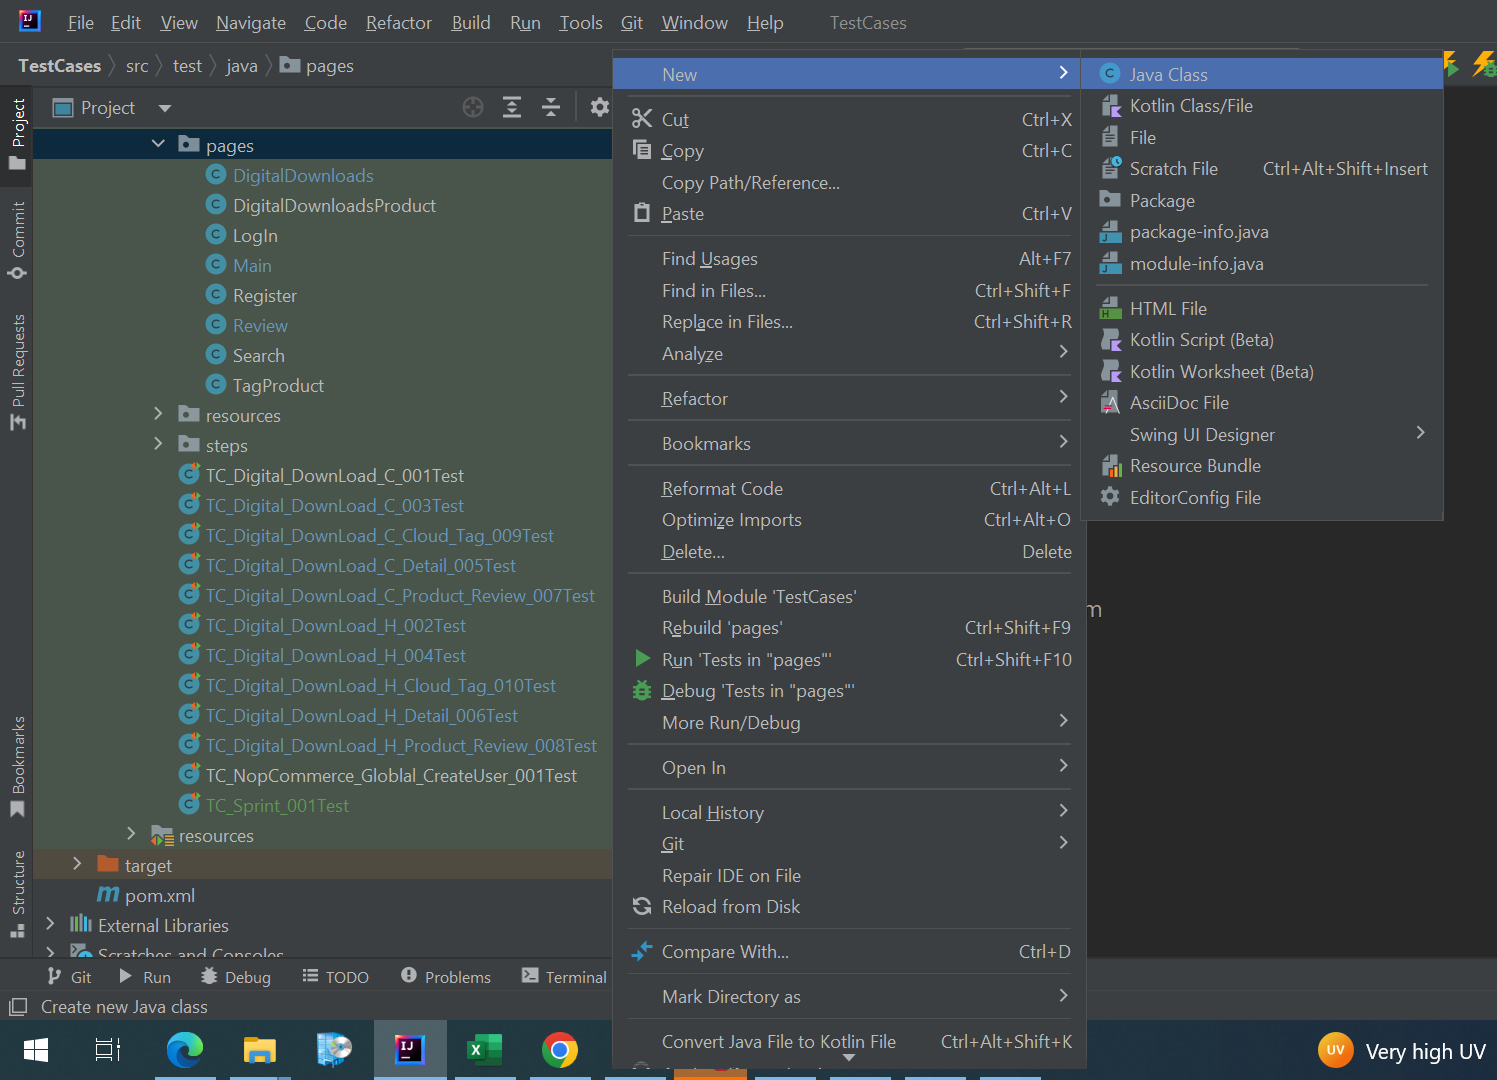 File Edit View Navigate Code Refactor Build Run Tools Git Window Help TestCases
TestCases src test java pages
Project
Project
Commit
Pull Requests
Bookmarks
Structure
pages
DigitalDownloads
DigitalDownloadsProduct
LogIn
Main
Register
Review
Search
TagProduct
resources
steps
TC_Digital_DownLoad_C_001Test
TC_Digital_DownLoad_C_003Test
TC_Digital_DownLoad_C_Cloud_Tag_009Test
TC_Digital_DownLoad_C_Detail_005Test
TC_Digital_DownLoad_C_Product_Review_007Test
TC_Digital_DownLoad_H_002Test
TC_Digital_DownLoad_H_004Test
TC_Digital_DownLoad_H_Cloud_Tag_010Test
TC_Digital_DownLoad_H_Detail_006Test
TC_Digital_DownLoad_H_Product_Review_008Test
TC_NopCommerce_Globlal_CreateUser_001Test
TC_Sprint_001Test
resources
target
pom.xml
External Libraries
Scratches and Consoles
New
Cut Ctrl+X
Copy Ctrl+C
Copy Path/Reference...
Paste Ctrl+V
Find Usages Alt+F7
Find in Files... Ctrl+Shift+F
Replace in Files... Ctrl+Shift+R
Analyze
Refactor
Bookmarks
Reformat Code Ctrl+Alt+L
Optimize Imports Ctrl+Alt+O
Delete... Delete
Build Module 'TestCases'
Rebuild 'pages' Ctrl+Shift+F9
Run 'Tests in "pages"' Ctrl+Shift+F10
Debug 'Tests in "pages"'
More Run/Debug
Open In
Local History
Git
Repair IDE on File
Reload from Disk
Compare With... Ctrl+D
Mark Directory as
Convert Java File to Kotlin File Ctrl+Alt+Shift+K
Java Class
Kotlin Class/File
File
Scratch File Ctrl+Alt+Shift+Insert
Package
package-info.java
module-info.java
HTML File
Kotlin Script (Beta)
Kotlin Worksheet (Beta)
AsciiDoc File
Swing UI Designer
Resource Bundle
EditorConfig File
m
Git Run Debug TODO Problems Terminal
Create new Java class
UV Very high UV